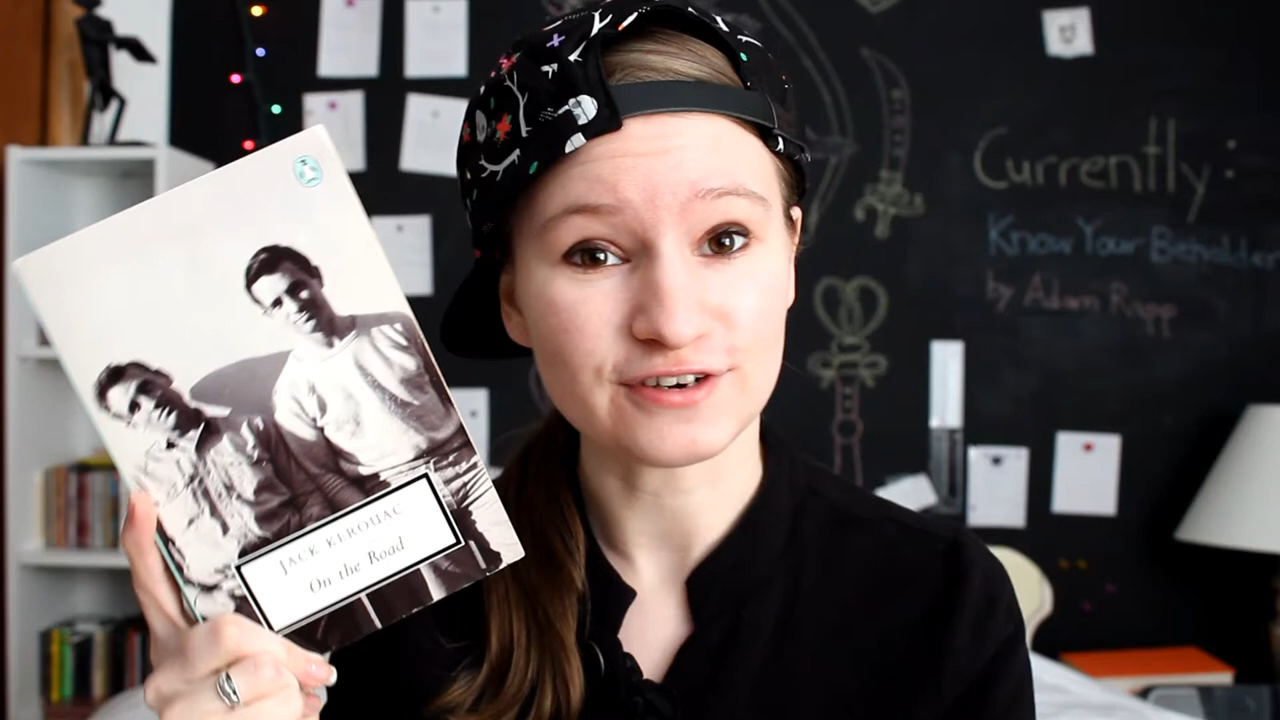 JACK KEROUAC
On the Road
Currently:
Know Your Beholder
by Adam Rapp